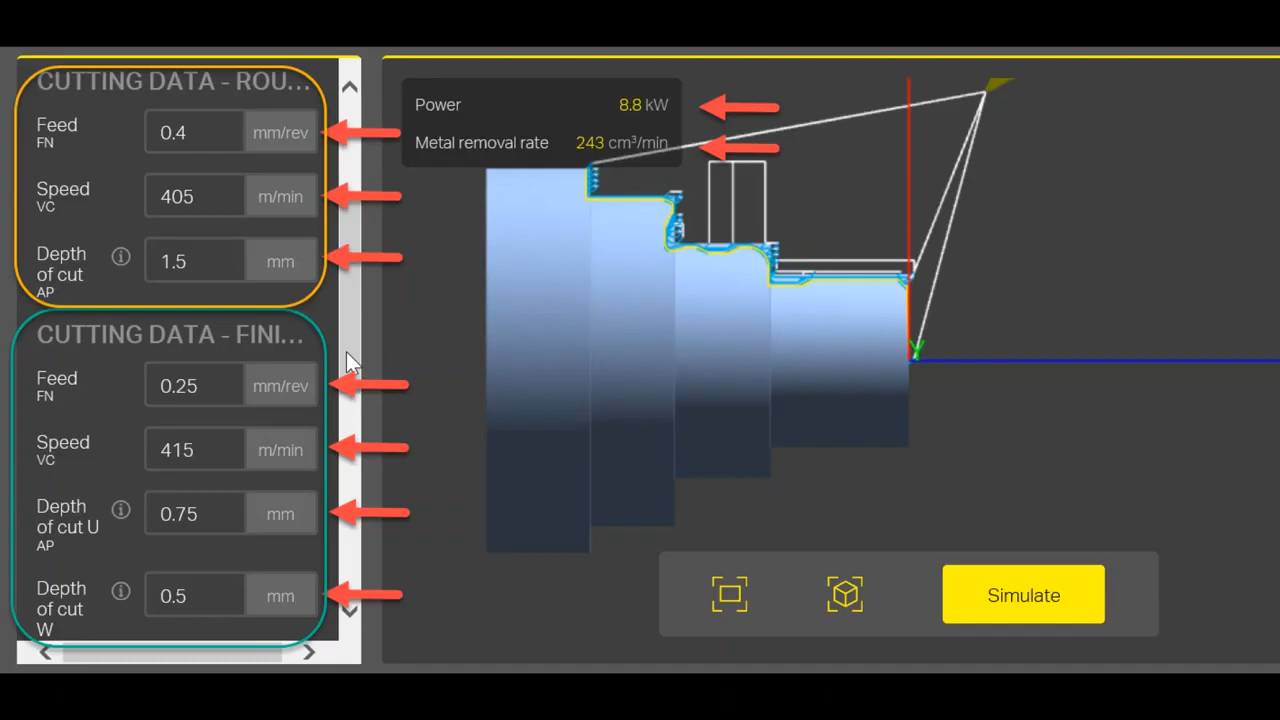 CUTTING DATA - ROU...
Feed
FN
0.4 mm/rev
Speed
VC
405 m/min
Depth
of cut
AP
1.5 mm
CUTTING DATA - FINI...
Feed
FN
0.25 mm/rev
Speed
VC
415 m/min
Depth
of cut U
AP
0.75 mm
Depth
of cut
W
0.5 mm
Power 8.8 kW
Metal removal rate 243 cm³/min
Y
Simulate